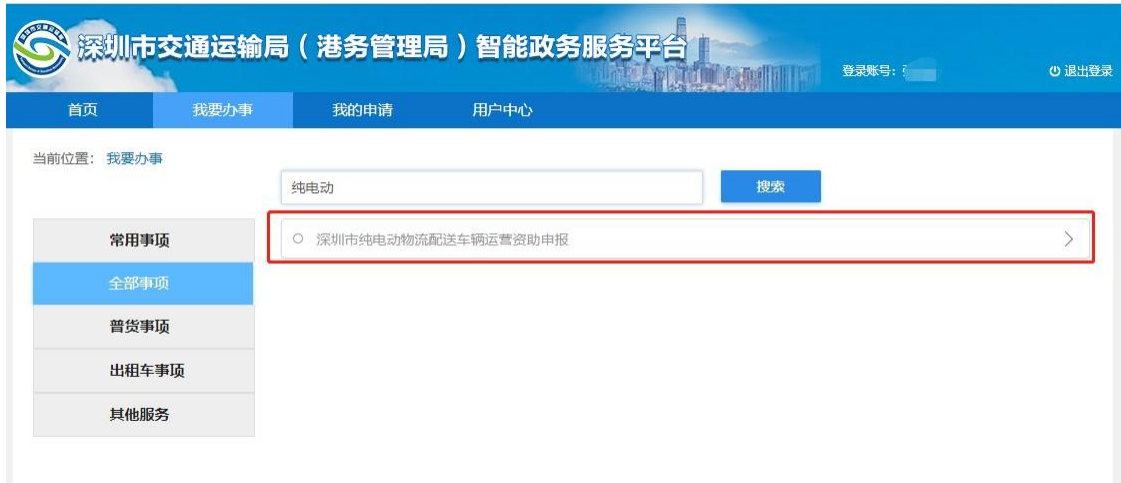 深圳市交通运输局（港务管理局）智能政务服务平台
登录账号：
退出登录
首页 我要办事 我的申请 用户中心
当前位置： 我要办事
纯电动 搜索
常用事项
深圳市纯电动物流配送车辆运营资助申报
全部事项
普货事项
出租车事项
其他服务